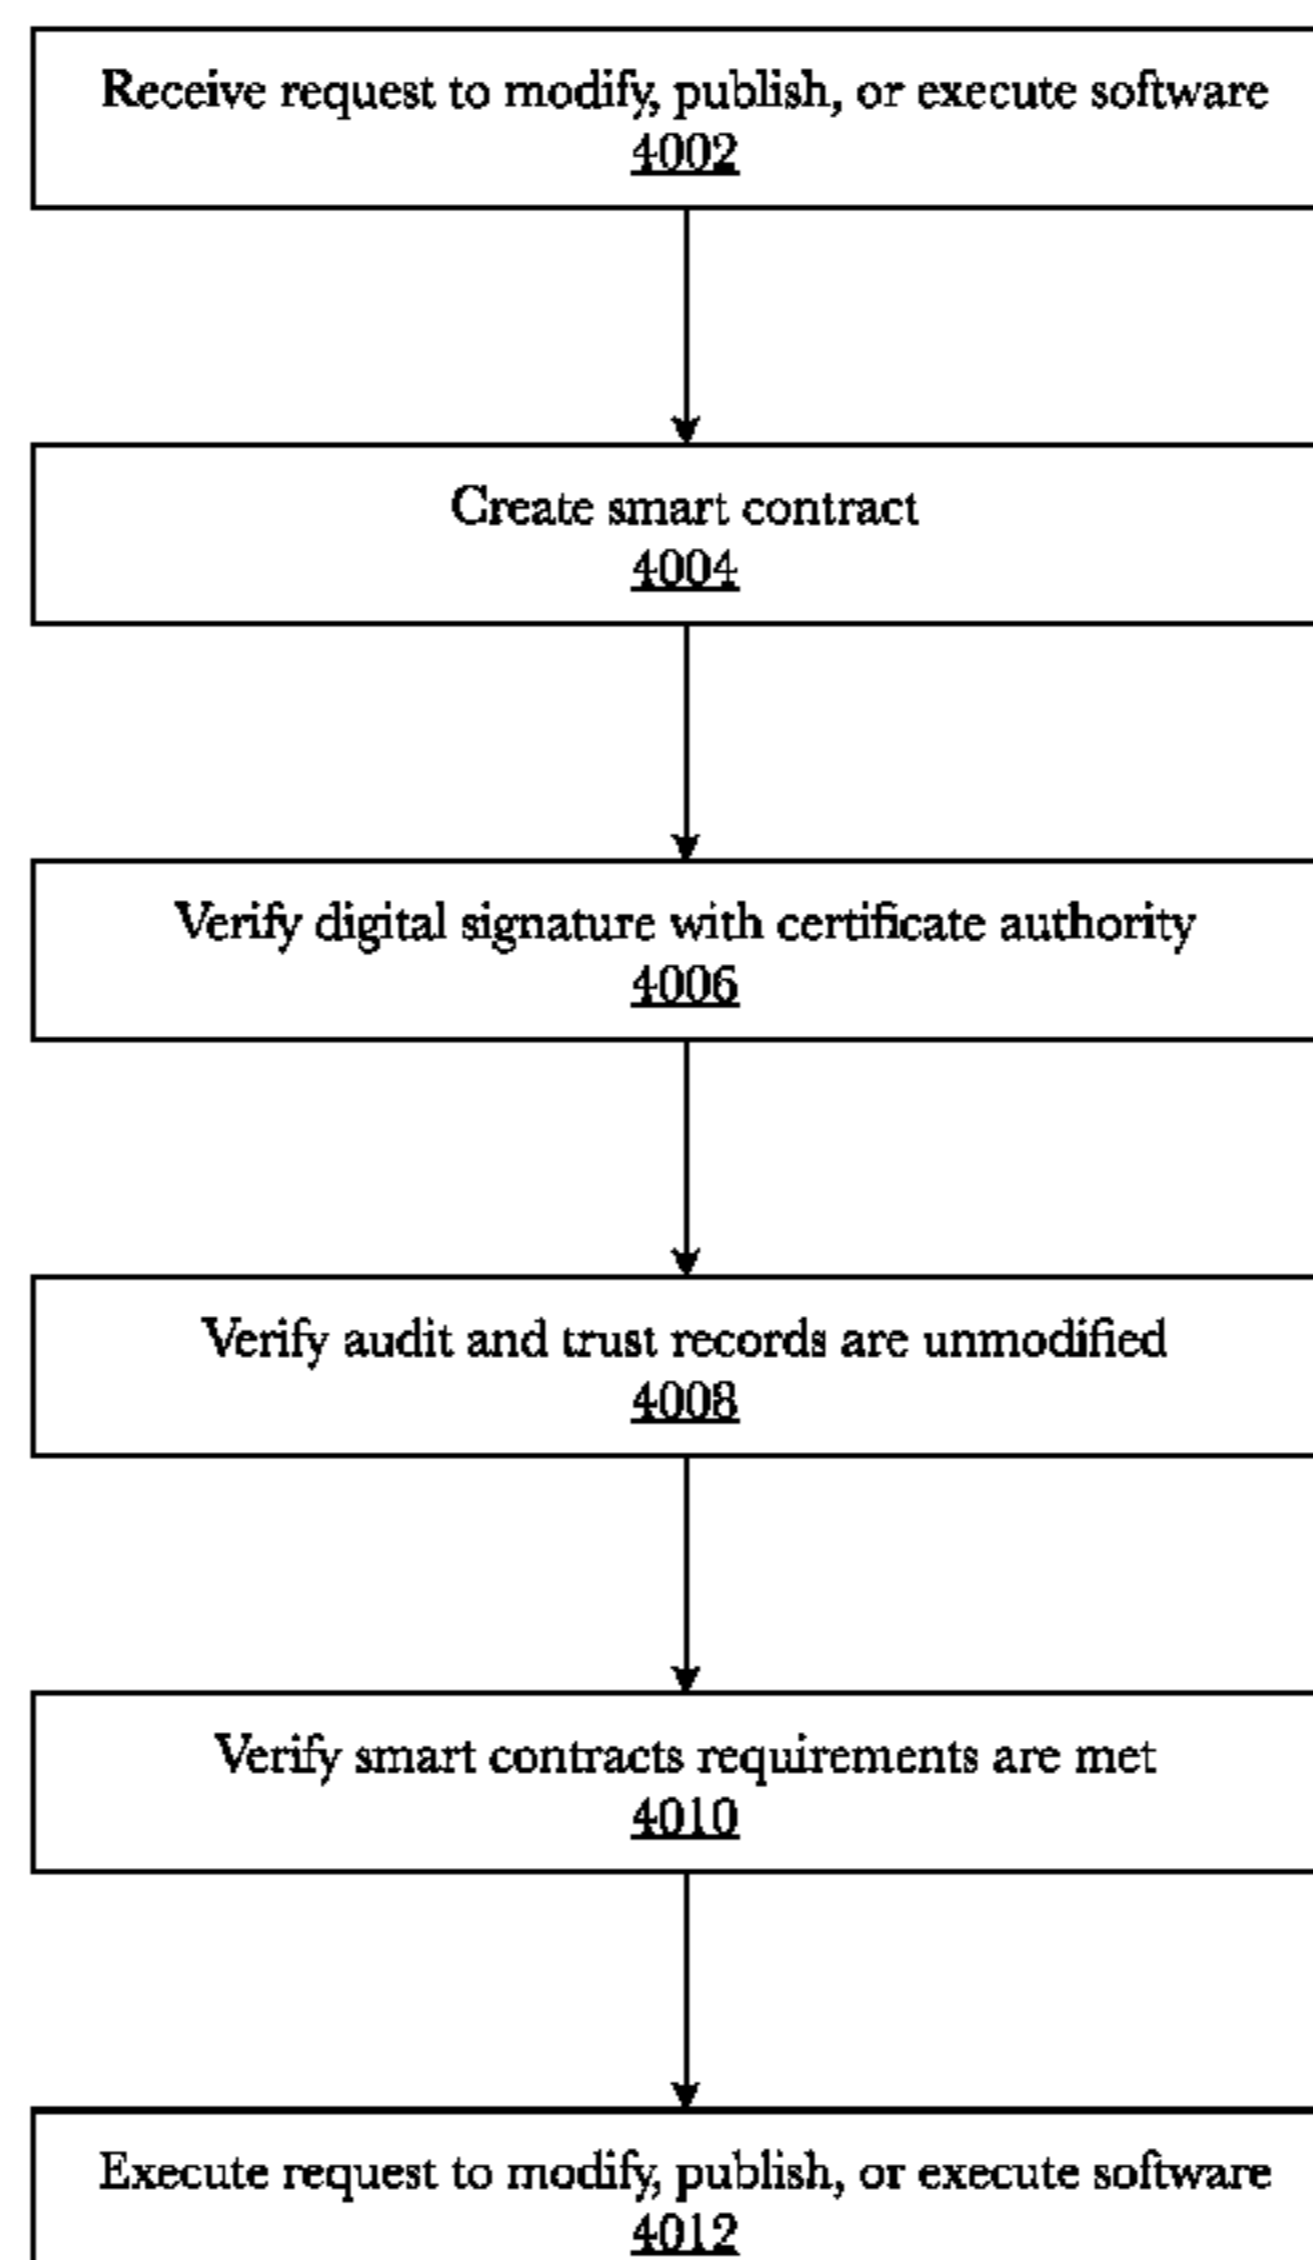 Receive request to modify, publish, or execute software
4002
Create smart contract
4004
Verify digital signature with certificate authority
4006
Verify audit and trust records are unmodified
4008
Verify smart contracts requirements are met
4010
Execute request to modify, publish, or execute software
4012